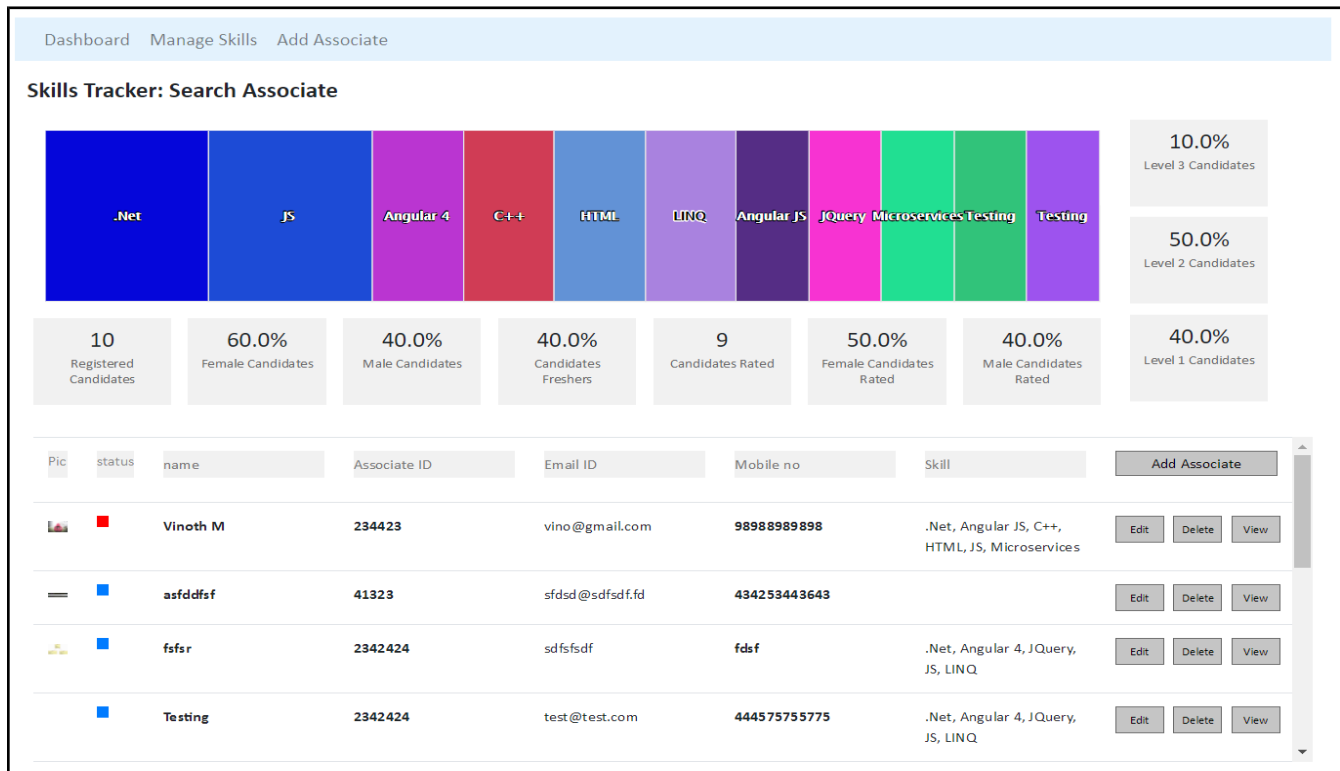 Dashboard Manage Skills Add Associate
Skills Tracker: Search Associate
.Net JS Angular 4 C++ HTML LINQ Angular JS JQuery Microservices Testing Testing
10.0%
Level 3 Candidates
50.0%
Level 2 Candidates
40.0%
Level 1 Candidates
10
Registered
Candidates
60.0%
Female Candidates
40.0%
Male Candidates
40.0%
Candidates
Freshers
9
Candidates Rated
50.0%
Female Candidates
Rated
40.0%
Male Candidates
Rated
Pic status name Associate ID Email ID Mobile no Skill Add Associate
Vinoth M 234423 vino@gmail.com 98988989898 .Net, Angular JS, C++, Edit Delete View
HTML, JS, Microservices
asfddfsf 41323 sfdsd@sdfsdf.fd 434253443643 Edit Delete View
fsfsr 2342424 sdfsfsdf fdsf .Net, Angular 4, JQuery, Edit Delete View
JS, LINQ
Testing 2342424 test@test.com 444575755775 .Net, Angular 4, JQuery, Edit Delete View
JS, LINQ